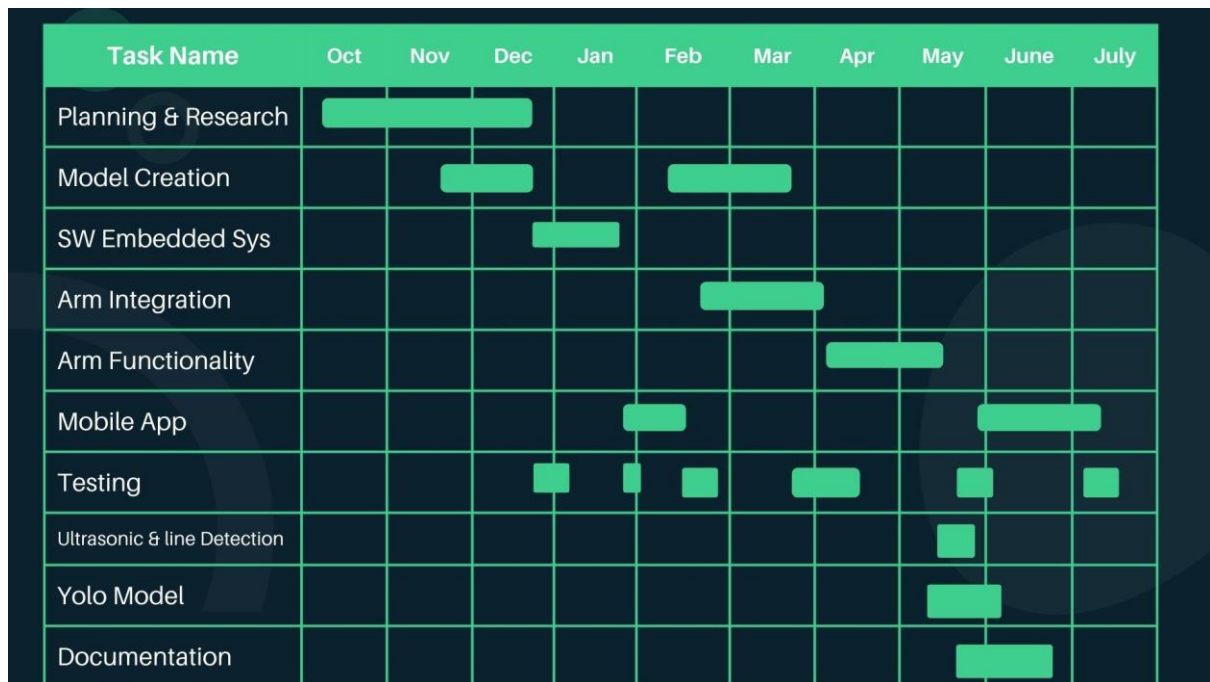 Task Name Oct Nov Dec Jan Feb Mar Apr May June July
Planning & Research
Model Creation
SW Embedded Sys
Arm Integration
Arm Functionality
Mobile App
Testing
Ultrasonic & line Detection
Yolo Model
Documentation